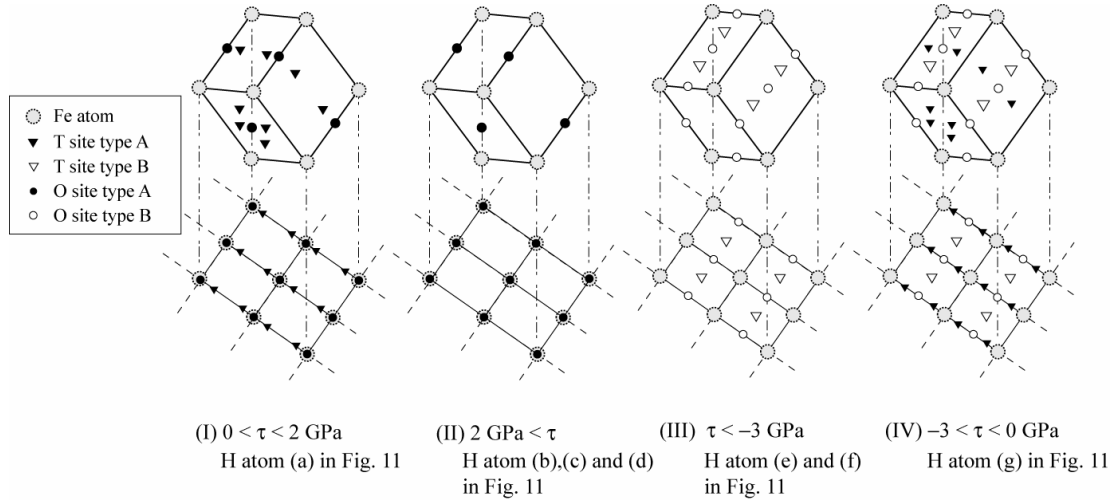 Fe atom
T site type A
T site type B
O site type A
O site type B
(I) 0 < τ < 2 GPa
H atom (a) in Fig. 11
(II) 2 GPa < τ
H atom (b),(c) and (d)
in Fig. 11
(III) τ < −3 GPa
H atom (e) and (f)
in Fig. 11
(IV) −3 < τ < 0 GPa
H atom (g) in Fig. 11